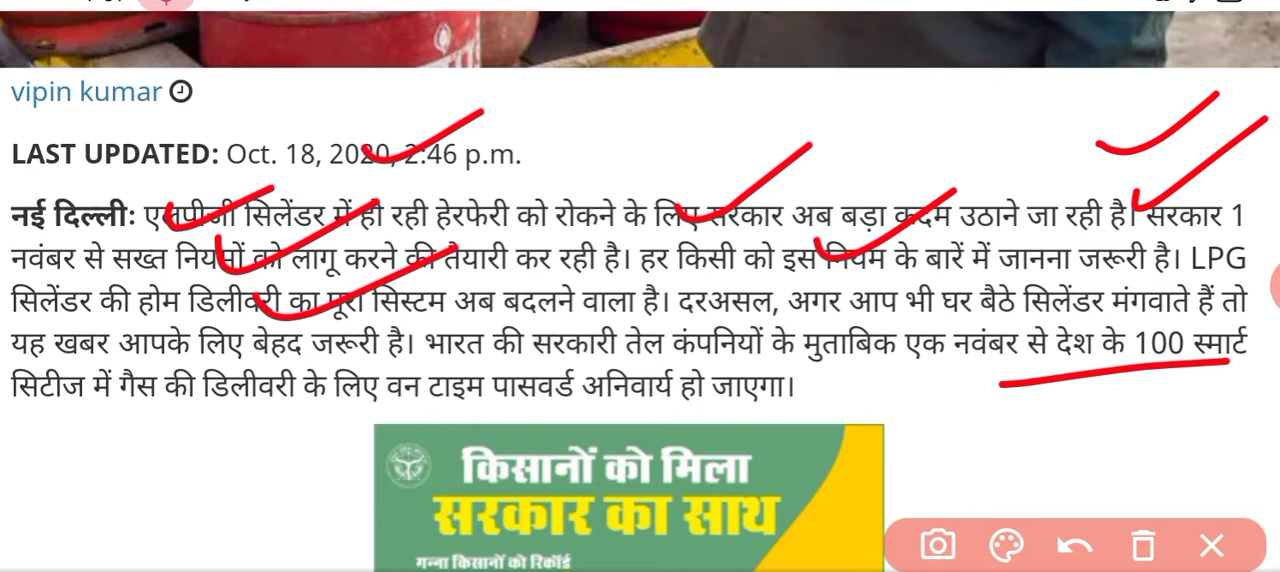 vipin kumar
LAST UPDATED: Oct. 18, 2020, 2:46 p.m.
नई दिल्लीः एलपीजी सिलेंडर में हो रही हेरफेरी को रोकने के लिए सरकार अब बड़ा कदम उठाने जा रही है। सरकार 1
नवंबर से सख्त नियमों को लागू करने की तैयारी कर रही है। हर किसी को इस नियम के बारें में जानना जरूरी है। LPG
सिलेंडर की होम डिलीवरी का पूरा सिस्टम अब बदलने वाला है। दरअसल, अगर आप भी घर बैठे सिलेंडर मंगवाते हैं तो
यह खबर आपके लिए बेहद जरूरी है। भारत की सरकारी तेल कंपनियों के मुताबिक एक नवंबर से देश के 100 स्मार्ट
सिटीज में गैस की डिलीवरी के लिए वन टाइम पासवर्ड अनिवार्य हो जाएगा।
किसानों को मिला
सरकार का साथ
गन्ना किसानों को रिकॉर्ड